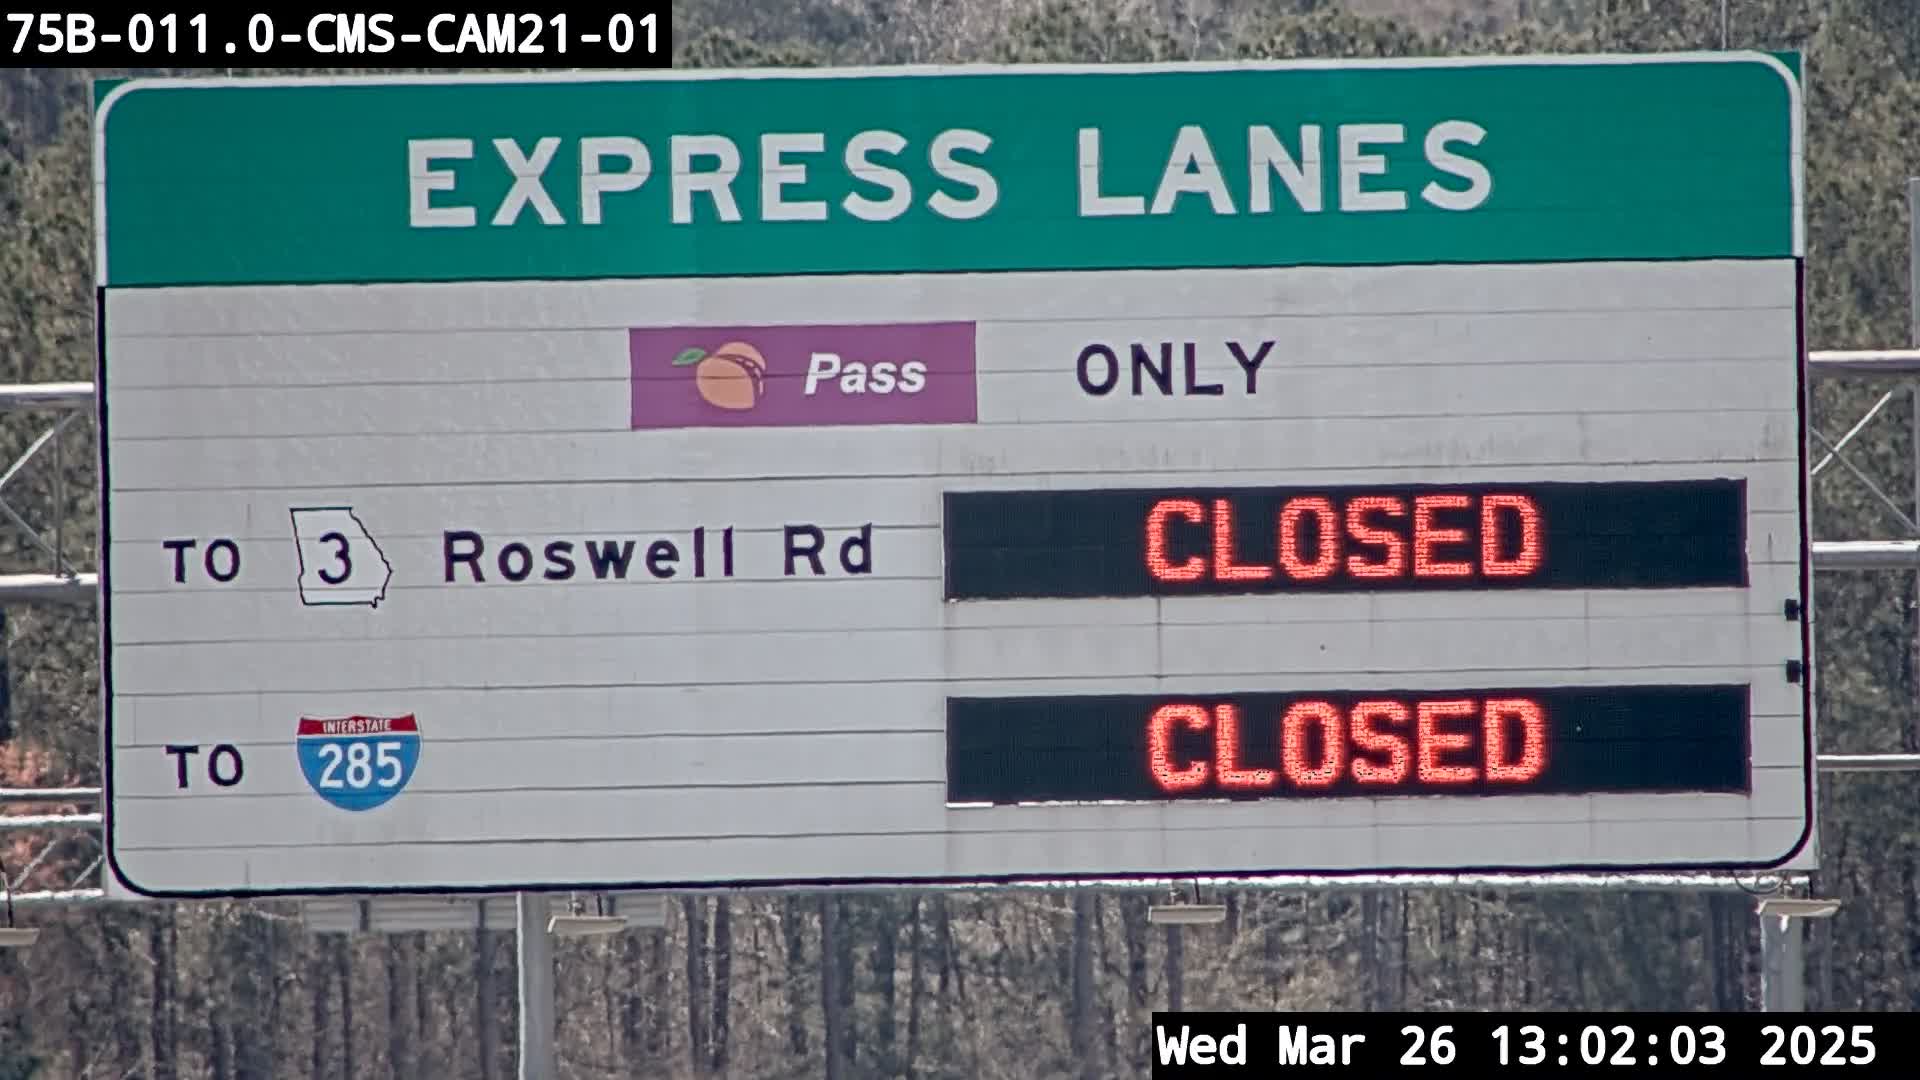 75B-011.0-CMS-CAM21-01
EXPRESS LANES
Pass ONLY
TO 3 Roswell Rd CLOSED
TO INTERSTATE 285 CLOSED
Wed Mar 26 13:02:03 2025